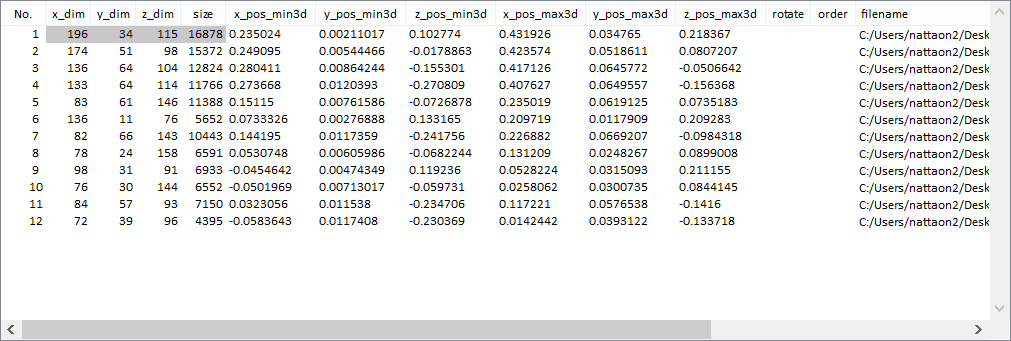 No. x_dim y_dim z_dim size x_pos_min3d y_pos_min3d z_pos_min3d x_pos_max3d y_pos_max3d z_pos_max3d rotate order filename
1 196 34 115 16878 0.235024 0.00211017 0.102774 0.431926 0.034765 0.218367 C:/Users/nattaon2/Desk
2 174 51 98 15372 0.249095 0.00544466 -0.0178863 0.423574 0.0518611 0.0807207 C:/Users/nattaon2/Desk
3 136 64 104 12824 0.280411 0.00864244 -0.155301 0.417126 0.0645772 -0.0506642 C:/Users/nattaon2/Desk
4 133 64 114 11766 0.273668 0.0120393 -0.270809 0.407627 0.0649557 -0.156368 C:/Users/nattaon2/Desk
5 83 61 146 11388 0.15115 0.00761586 -0.0726878 0.235019 0.0619125 0.0735183 C:/Users/nattaon2/Desk
6 136 11 76 5652 0.0733326 0.00276888 0.133165 0.209719 0.0117909 0.209283 C:/Users/nattaon2/Desk
7 82 66 143 10443 0.144195 0.0117359 -0.241756 0.226882 0.0669207 -0.0984318 C:/Users/nattaon2/Desk
8 78 24 158 6591 0.0530748 0.00605986 -0.0682244 0.131209 0.0248267 0.0899008 C:/Users/nattaon2/Desk
9 98 31 91 6933 -0.0454642 0.00474349 0.119236 0.0528224 0.0315093 0.211155 C:/Users/nattaon2/Desk
10 76 30 144 6552 -0.0501969 0.00713017 -0.059731 0.0258062 0.0300735 0.0844145 C:/Users/nattaon2/Desk
11 84 57 93 7150 0.0323056 0.011538 -0.234706 0.117221 0.0576538 -0.1416 C:/Users/nattaon2/Desk
12 72 39 96 4395 -0.0583643 0.0117408 -0.230369 0.0142442 0.0393122 -0.133718 C:/Users/nattaon2/Desk